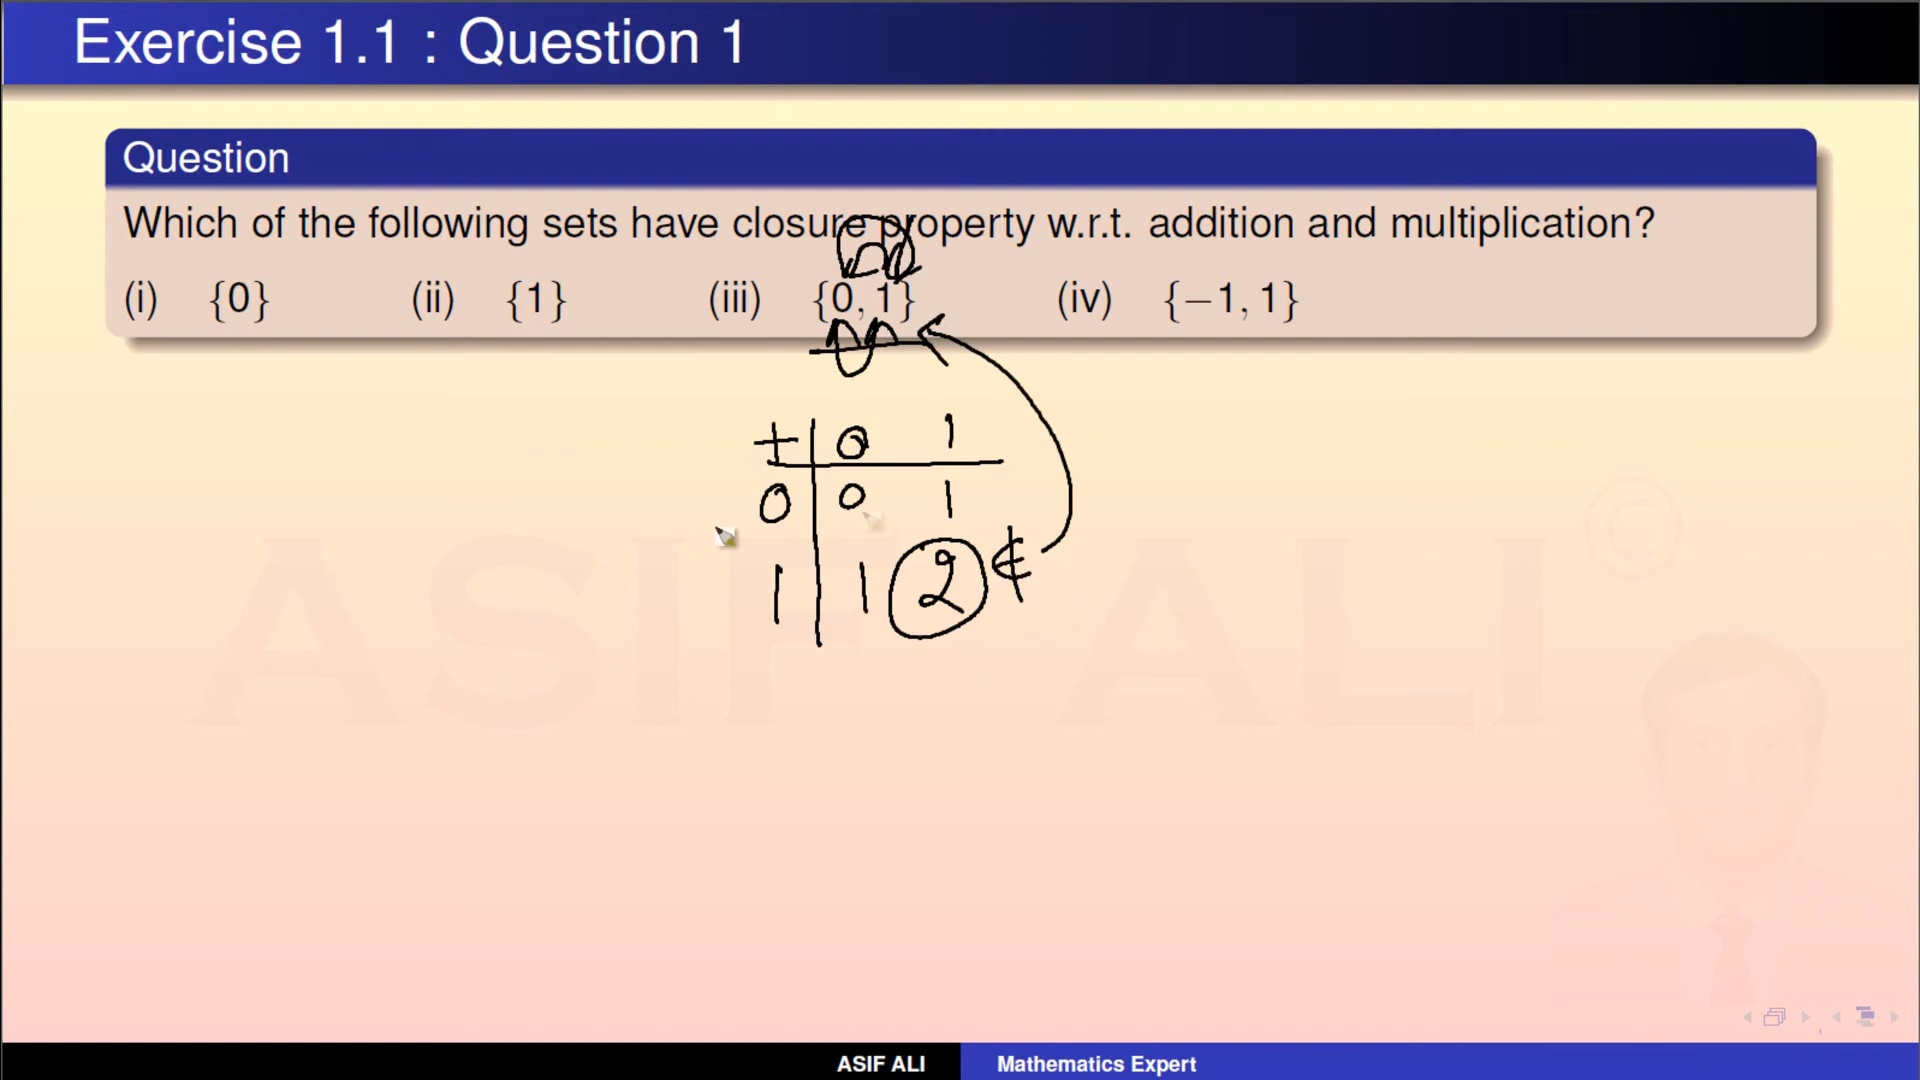 Exercise 1.1 : Question 1
Question
Which of the following sets have closure property w.r.t. addition and multiplication?
(i) {0} (ii) {1} (iii) {0, 1} (iv) {−1, 1}
+ 0 1
0 0 1
1 1 2 ∉
ASIF ALI ©
ASIF ALI Mathematics Expert